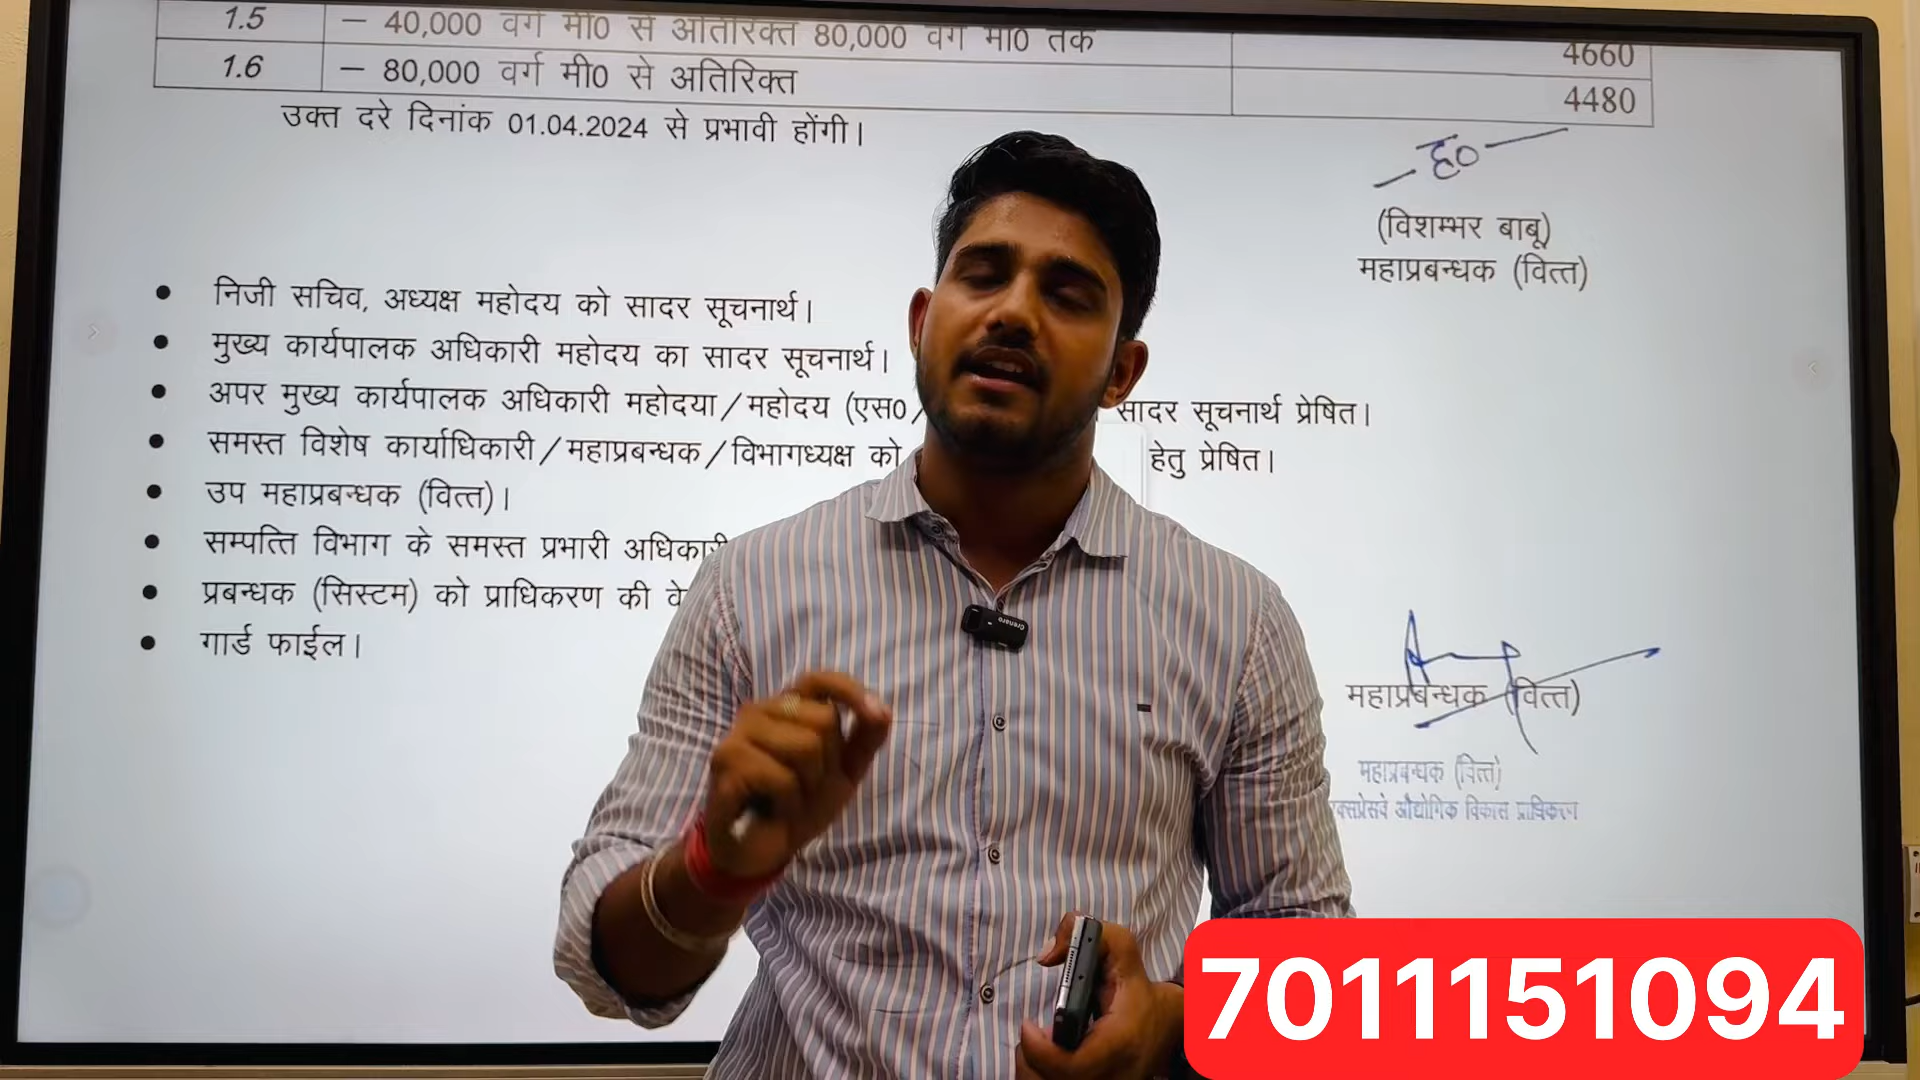 1.5 – 40,000 वर्ग मी0 से अतिरिक्त 80,000 वर्ग मी0 तक 4660
1.6 – 80,000 वर्ग मी0 से अतिरिक्त 4480
उक्त दरे दिनांक 01.04.2024 से प्रभावी होंगी।
ह०
(विशम्भर बाबू)
महाप्रबन्धक (वित्त)
• निजी सचिव, अध्यक्ष महोदय को सादर सूचनार्थ।
• मुख्य कार्यपालक अधिकारी महोदय का सादर सूचनार्थ।
• अपर मुख्य कार्यपालक अधिकारी महोदया/महोदय (एस0/ सादर सूचनार्थ प्रेषित।
• समस्त विशेष कार्याधिकारी/महाप्रबन्धक/विभागध्यक्ष को हेतु प्रेषित।
• उप महाप्रबन्धक (वित्त)।
• सम्पत्ति विभाग के समस्त प्रभारी अधिकारी
• प्रबन्धक (सिस्टम) को प्राधिकरण की वे
• गार्ड फाईल।
महाप्रबन्धक (वित्त)
महाप्रबन्धक (वित्त)
क्सप्रेसवे औद्योगिक विकास प्राधिकरण
7011151094